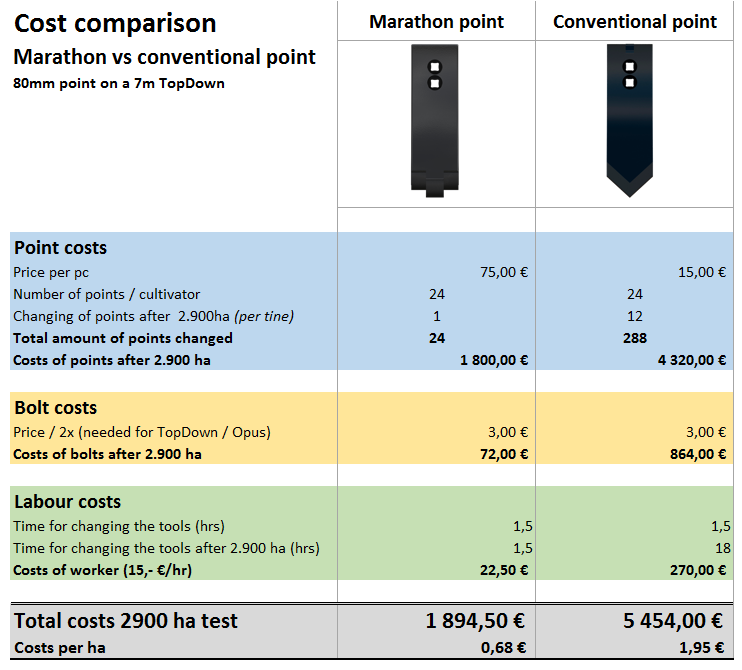 Cost comparison Marathon point Conventional point
Marathon vs conventional point
80mm point on a 7m TopDown
Point costs
Price per pc 75,00 € 15,00 €
Number of points / cultivator 24 24
Changing of points after 2.900ha (per tine) 1 12
Total amount of points changed 24 288
Costs of points after 2.900 ha 1 800,00 € 4 320,00 €
Bolt costs
Price / 2x (needed for TopDown / Opus) 3,00 € 3,00 €
Costs of bolts after 2.900 ha 72,00 € 864,00 €
Labour costs
Time for changing the tools (hrs) 1,5 1,5
Time for changing the tools after 2.900 ha (hrs) 1,5 18
Costs of worker (15,- €/hr) 22,50 € 270,00 €
Total costs 2900 ha test 1 894,50 € 5 454,00 €
Costs per ha 0,68 € 1,95 €